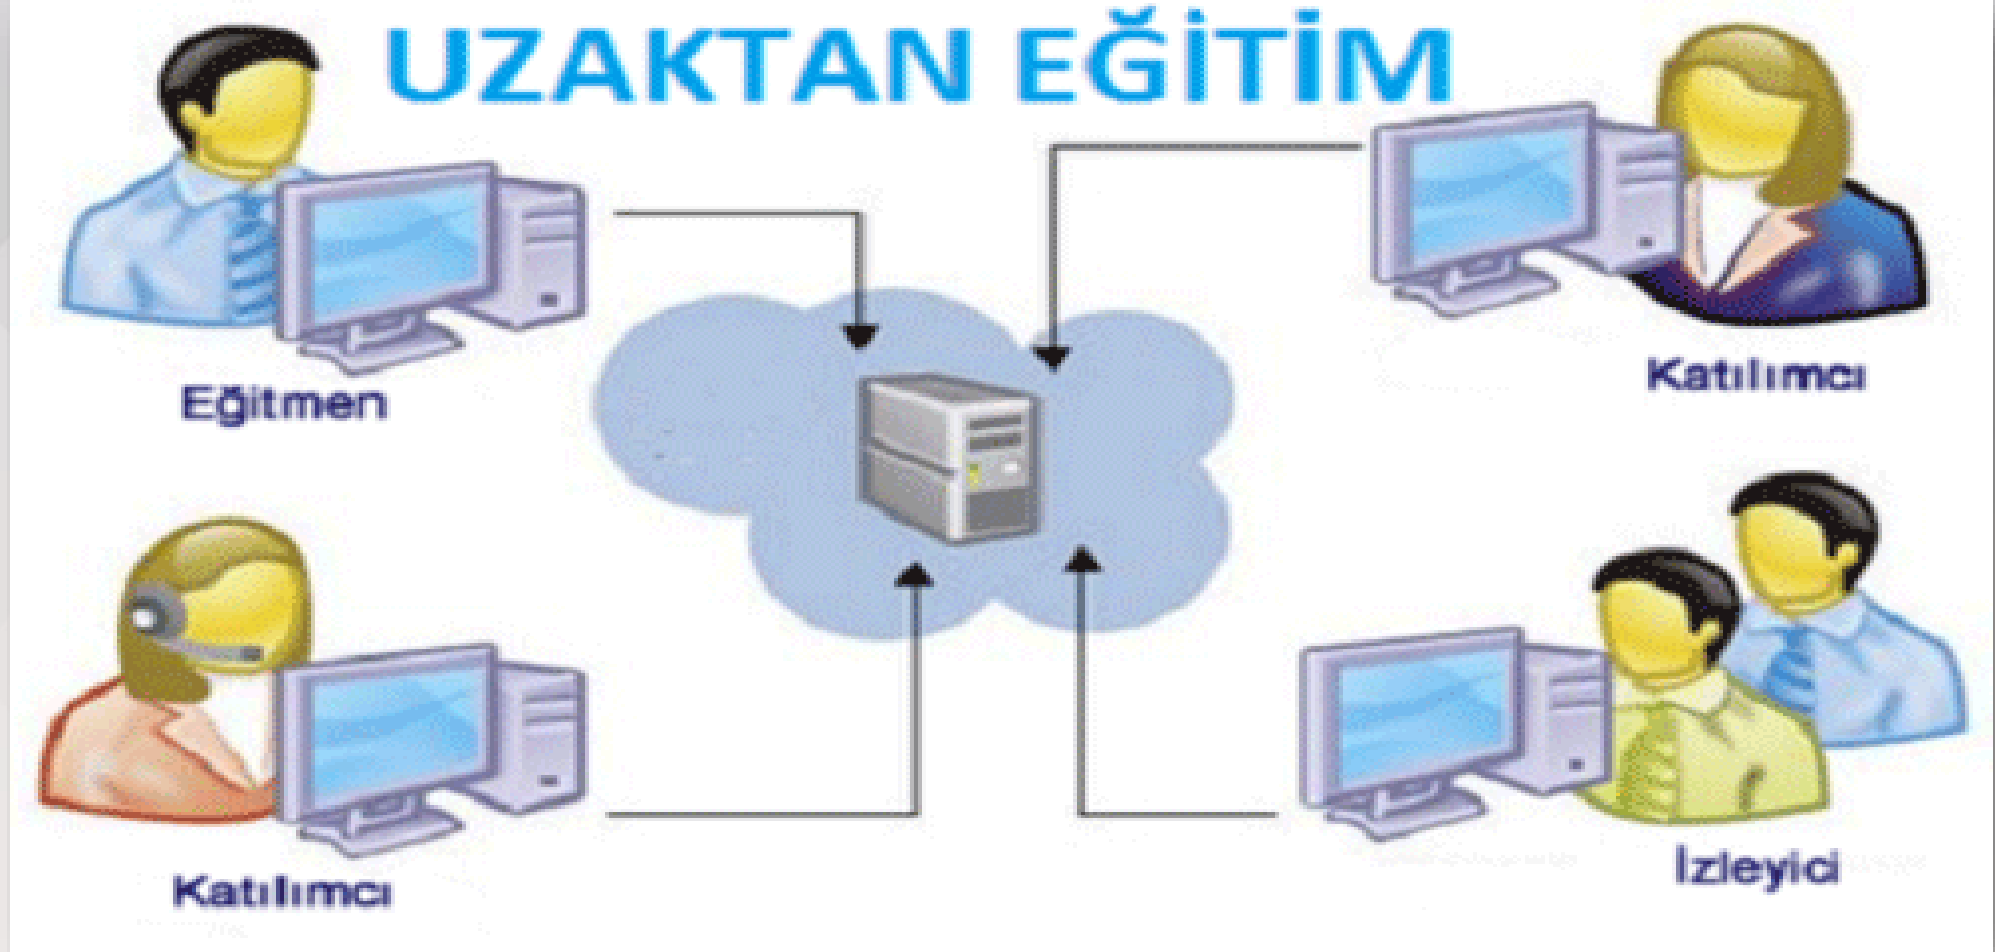 UZAKTAN EĞİTİM
Eğitmen
Katılımcı
Katılımcı
İzleyici